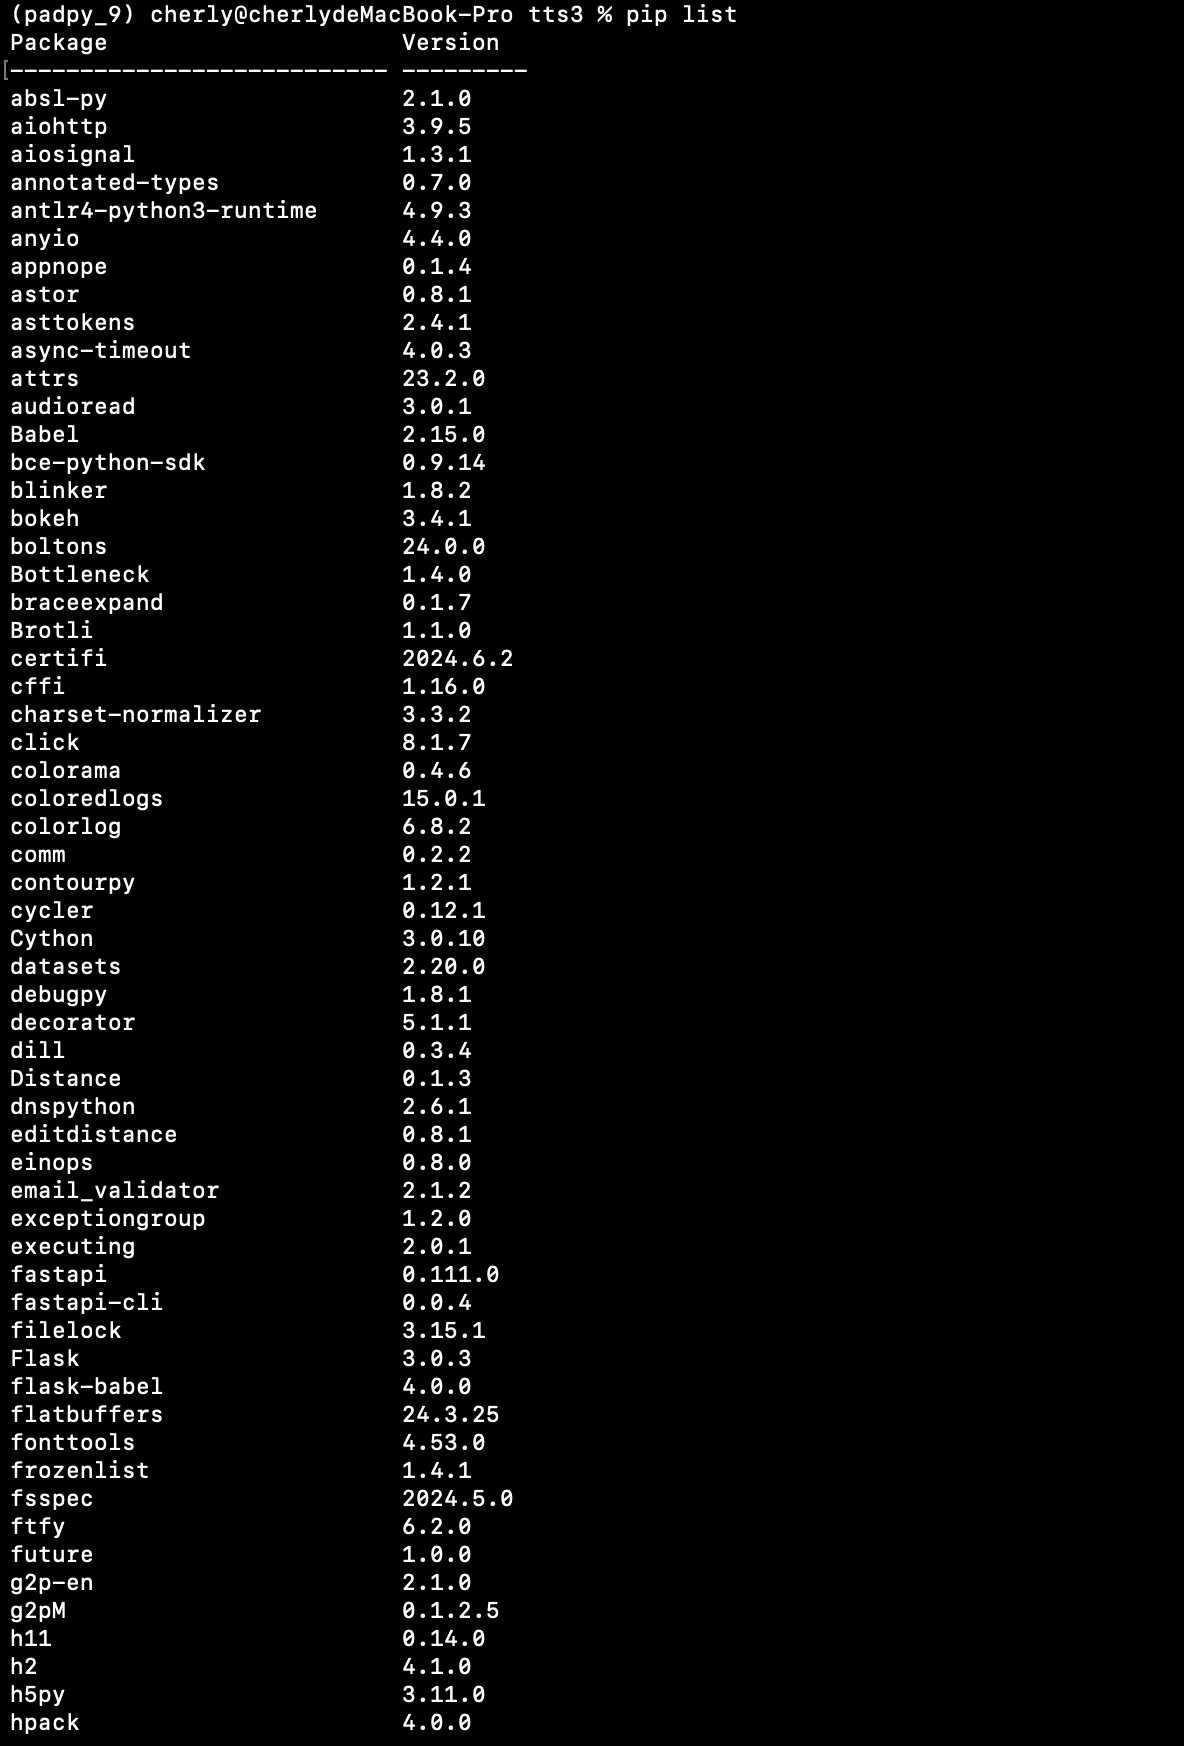 (padpy_9) cherly@cherlydeMacBook-Pro tts3 % pip list
Package                     Version
[--------------------------- ---------
absl-py                     2.1.0
aiohttp                     3.9.5
aiosignal                   1.3.1
annotated-types             0.7.0
antlr4-python3-runtime      4.9.3
anyio                       4.4.0
appnope                     0.1.4
astor                       0.8.1
asttokens                   2.4.1
async-timeout               4.0.3
attrs                       23.2.0
audioread                   3.0.1
Babel                       2.15.0
bce-python-sdk              0.9.14
blinker                     1.8.2
bokeh                       3.4.1
boltons                     24.0.0
Bottleneck                  1.4.0
braceexpand                 0.1.7
Brotli                      1.1.0
certifi                     2024.6.2
cffi                        1.16.0
charset-normalizer          3.3.2
click                       8.1.7
colorama                    0.4.6
coloredlogs                 15.0.1
colorlog                    6.8.2
comm                        0.2.2
contourpy                   1.2.1
cycler                      0.12.1
Cython                      3.0.10
datasets                    2.20.0
debugpy                     1.8.1
decorator                   5.1.1
dill                        0.3.4
Distance                    0.1.3
dnspython                   2.6.1
editdistance                0.8.1
einops                      0.8.0
email_validator             2.1.2
exceptiongroup              1.2.0
executing                   2.0.1
fastapi                     0.111.0
fastapi-cli                 0.0.4
filelock                    3.15.1
Flask                       3.0.3
flask-babel                 4.0.0
flatbuffers                 24.3.25
fonttools                   4.53.0
frozenlist                  1.4.1
fsspec                      2024.5.0
ftfy                        6.2.0
future                      1.0.0
g2p-en                      2.1.0
g2pM                        0.1.2.5
h11                         0.14.0
h2                          4.1.0
h5py                        3.11.0
hpack                       4.0.0